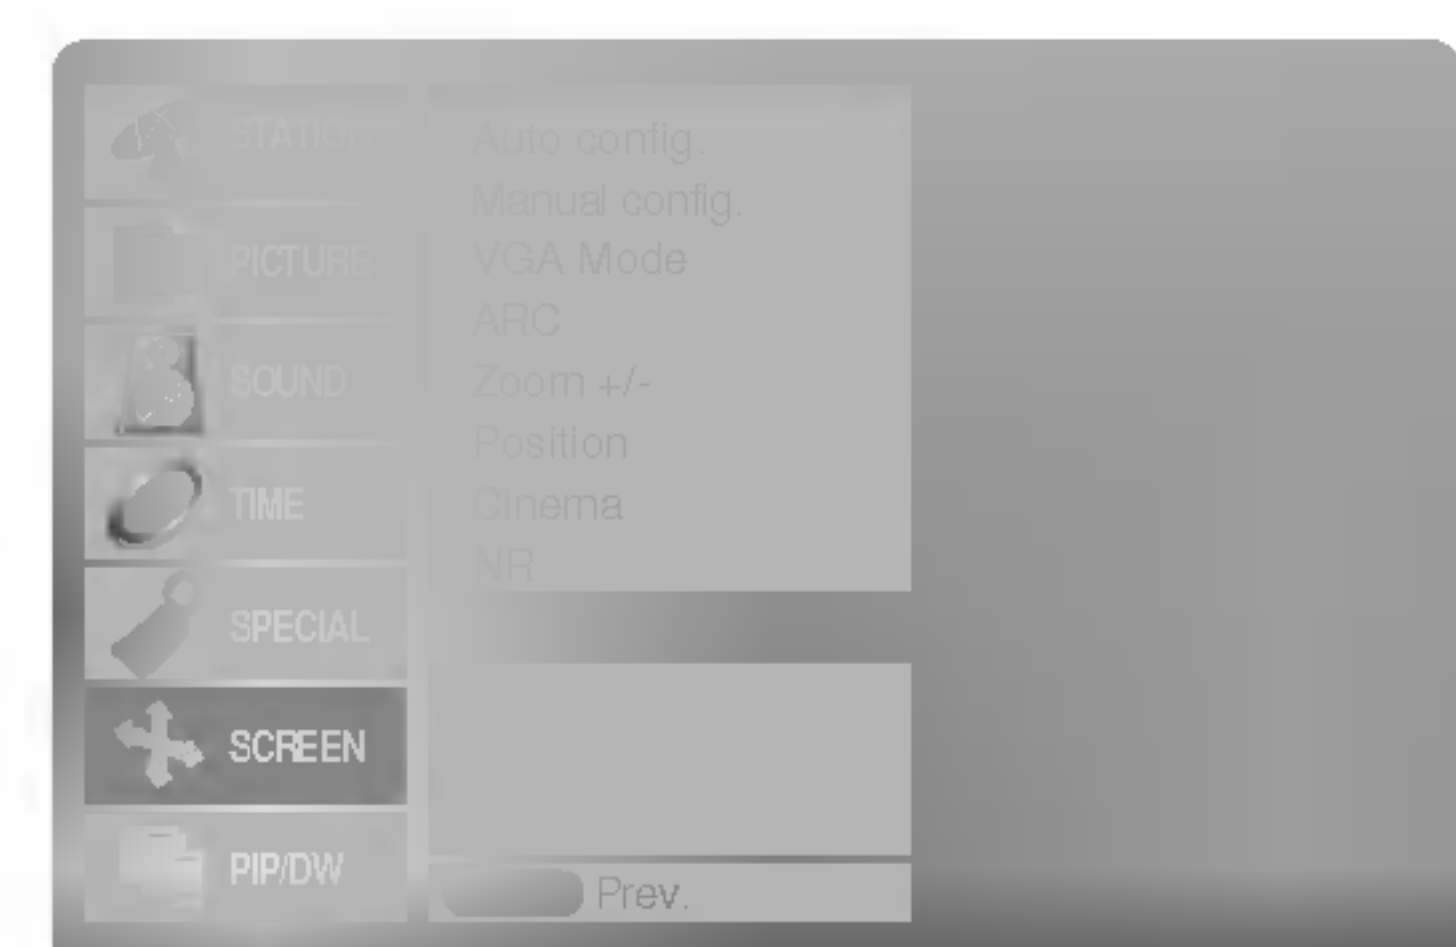 STATION
PICTURE
SOUND
TIME
SPECIAL
SCREEN
PIP/DW
Auto config.
Manual config.
VGA Mode
ARC
Zoom +/-
Position
Cinema
NR
Prev.